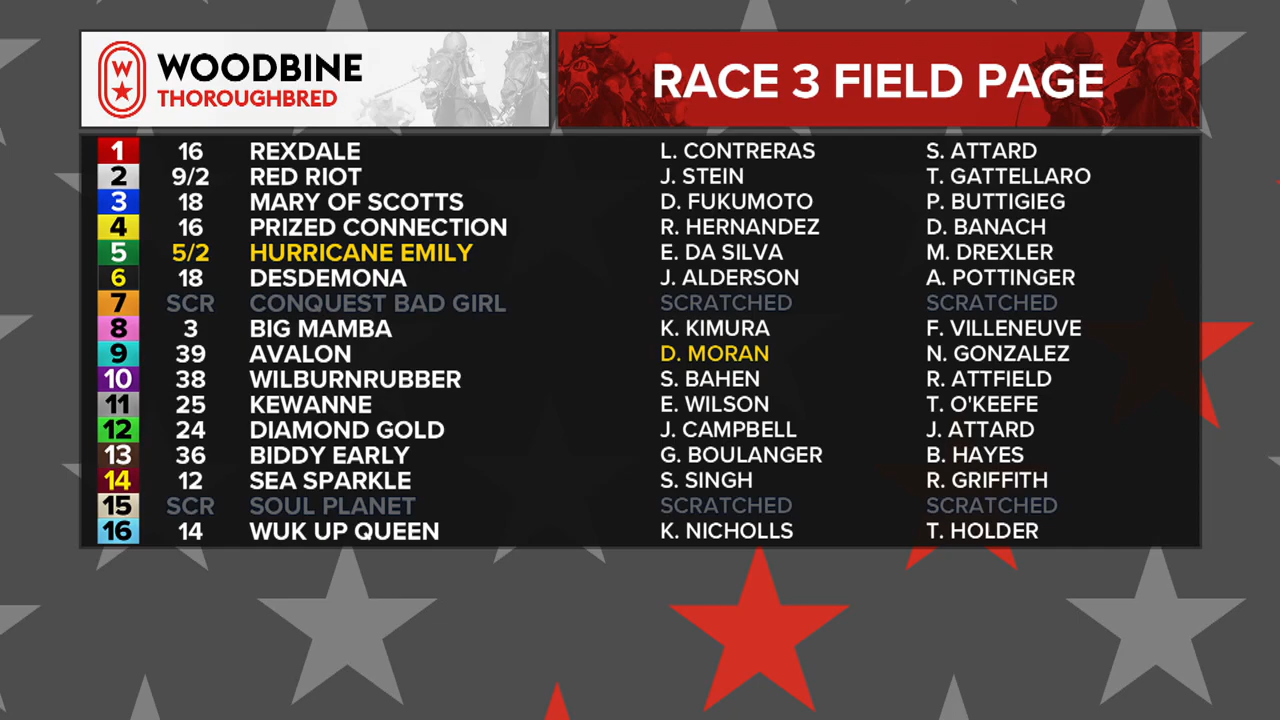 W
WOODBINE
THOROUGHBRED
RACE 3 FIELD PAGE
1 16 REXDALE L. CONTRERAS S. ATTARD
2 9/2 RED RIOT J. STEIN T. GATTELLARO
3 18 MARY OF SCOTTS D. FUKUMOTO P. BUTTIGIEG
4 16 PRIZED CONNECTION R. HERNANDEZ D. BANACH
5 5/2 HURRICANE EMILY E. DA SILVA M. DREXLER
6 18 DESDEMONA J. ALDERSON A. POTTINGER
7 SCR CONQUEST BAD GIRL SCRATCHED SCRATCHED
8 3 BIG MAMBA K. KIMURA F. VILLENEUVE
9 39 AVALON D. MORAN N. GONZALEZ
10 38 WILBURNRUBBER S. BAHEN R. ATTFIELD
11 25 KEWANNE E. WILSON T. O'KEEFE
12 24 DIAMOND GOLD J. CAMPBELL J. ATTARD
13 36 BIDDY EARLY G. BOULANGER B. HAYES
14 12 SEA SPARKLE S. SINGH R. GRIFFITH
15 SCR SOUL PLANET SCRATCHED SCRATCHED
16 14 WUK UP QUEEN K. NICHOLLS T. HOLDER